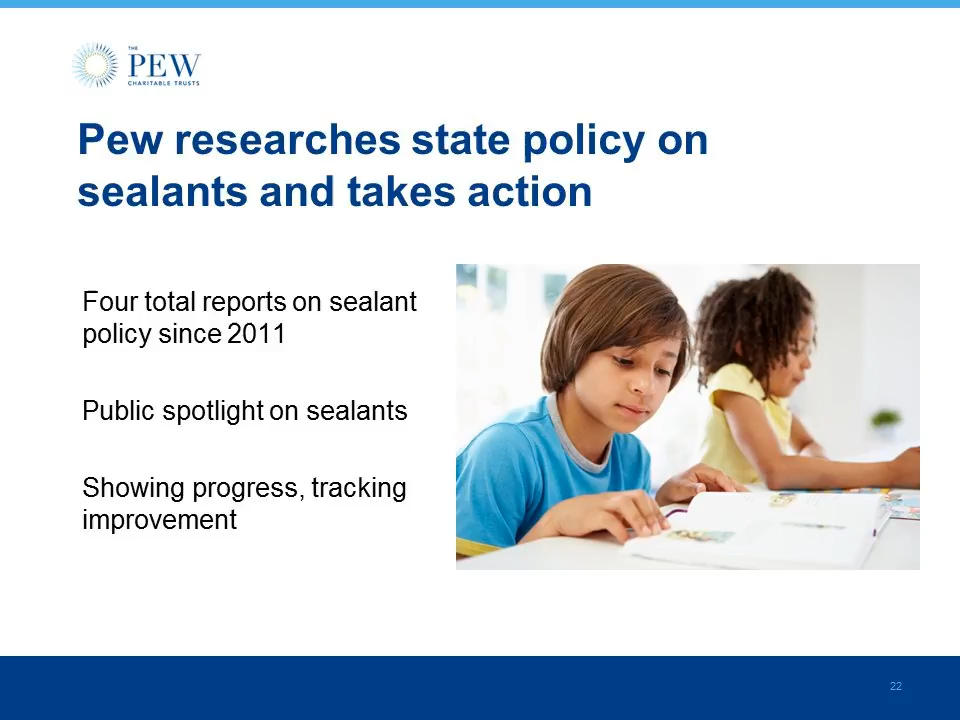 THE
PEW
CHARITABLE TRUSTS
Pew researches state policy on
sealants and takes action
Four total reports on sealant
policy since 2011
Public spotlight on sealants
Showing progress, tracking
improvement
22